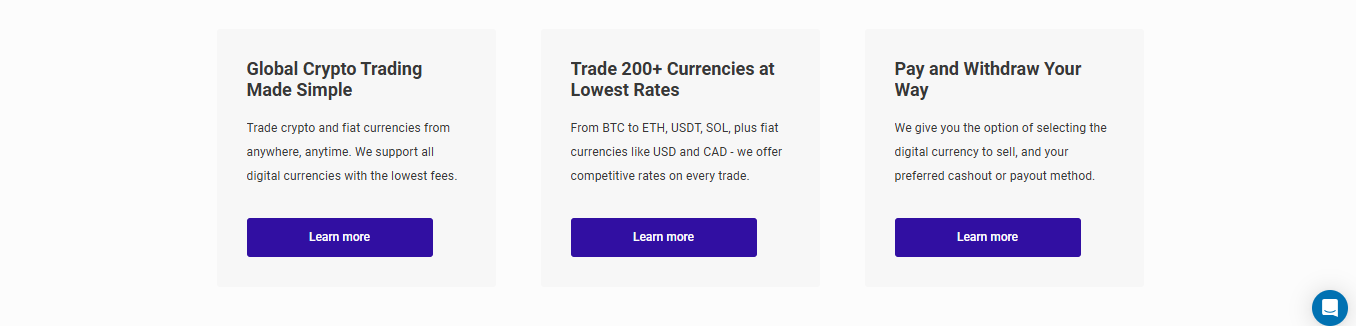 Global Crypto Trading
Made Simple
Trade crypto and fiat currencies from
anywhere, anytime. We support all
digital currencies with the lowest fees.
Learn more
Trade 200+ Currencies at
Lowest Rates
From BTC to ETH, USDT, SOL, plus fiat
currencies like USD and CAD - we offer
competitive rates on every trade.
Learn more
Pay and Withdraw Your
Way
We give you the option of selecting the
digital currency to sell, and your
preferred cashout or payout method.
Learn more